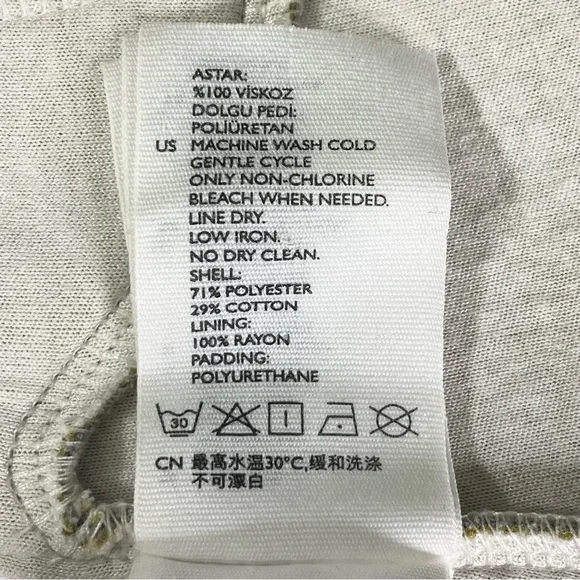 ASTAR:
%100 VİSKOZ
DOLGU PEDİ:
POLİÜRETAN
US MACHINE WASH COLD
GENTLE CYCLE
ONLY NON-CHLORINE
BLEACH WHEN NEEDED.
LINE DRY.
LOW IRON.
NO DRY CLEAN.
SHELL:
71% POLYESTER
29% COTTON
LINING:
100% RAYON
PADDING:
POLYURETHANE
30
CN 最高水温30°C,缓和洗涤
不可漂白